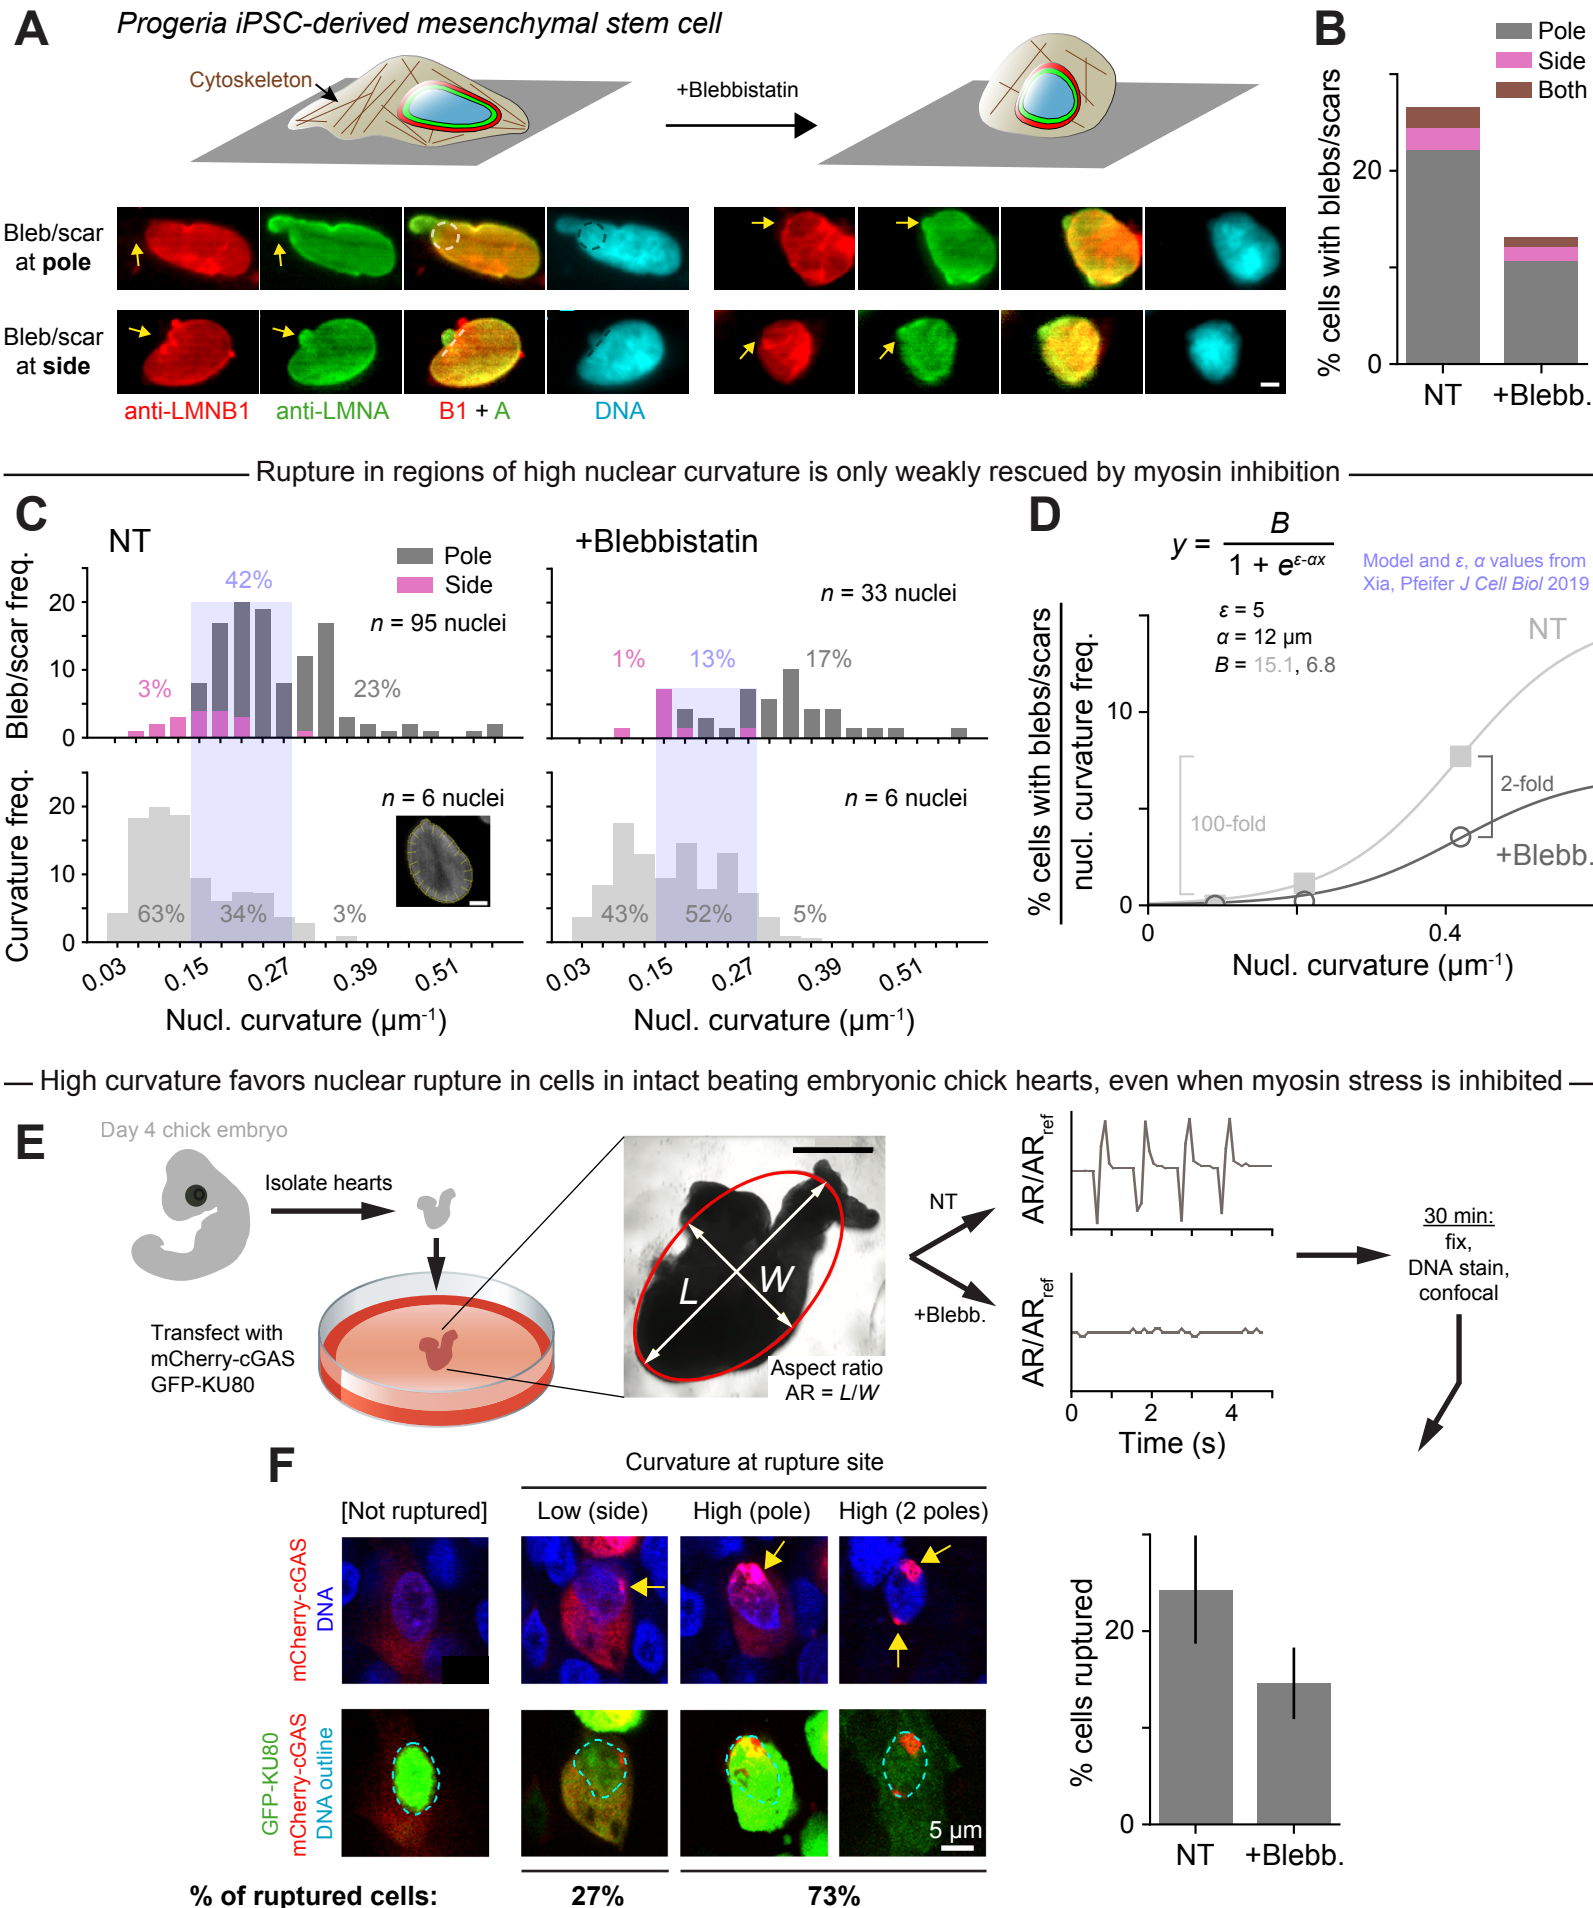 A
Progeria iPSC-derived mesenchymal stem cell
Cytoskeleton
+Blebbistatin
Bleb/scar
at pole
Bleb/scar
at side
anti-LMNB1
anti-LMNA
B1 + A
DNA
B
Pole
Side
Both
% cells with blebs/scars
20
0
NT
+Blebb.
Rupture in regions of high nuclear curvature is only weakly rescued by myosin inhibition
C
NT
Pole
Side
42%
n = 95 nuclei
3%
23%
Bleb/scar freq.
20
10
0
+Blebbistatin
n = 33 nuclei
1%
13%
17%
Curvature freq.
20
10
0
n = 6 nuclei
63%
34%
3%
0.03
0.15
0.27
0.39
0.51
Nucl. curvature (µm-1)
n = 6 nuclei
43%
52%
5%
0.03
0.15
0.27
0.39
0.51
Nucl. curvature (µm-1)
D
y = B / 1 + eε-αx
Model and ε, α values from
Xia, Pfeifer J Cell Biol 2019
ε = 5
α = 12 µm
B = 15.1, 6.8
NT
% cells with blebs/scars
nucl. curvature freq.
10
0
100-fold
2-fold
+Blebb.
0
0.4
Nucl. curvature (µm-1)
High curvature favors nuclear rupture in cells in intact beating embryonic chick hearts, even when myosin stress is inhibited
E
Day 4 chick embryo
Isolate hearts
Transfect with
mCherry-cGAS
GFP-KU80
L
W
Aspect ratio
AR = L/W
NT
+Blebb.
AR/ARref
AR/ARref
0
2
4
Time (s)
30 min:
fix,
DNA stain,
confocal
F
Curvature at rupture site
[Not ruptured]
Low (side)
High (pole)
High (2 poles)
mCherry-cGAS
DNA
GFP-KU80
mCherry-cGAS
DNA outline
5 µm
% of ruptured cells:
27%
73%
% cells ruptured
20
0
NT
+Blebb.